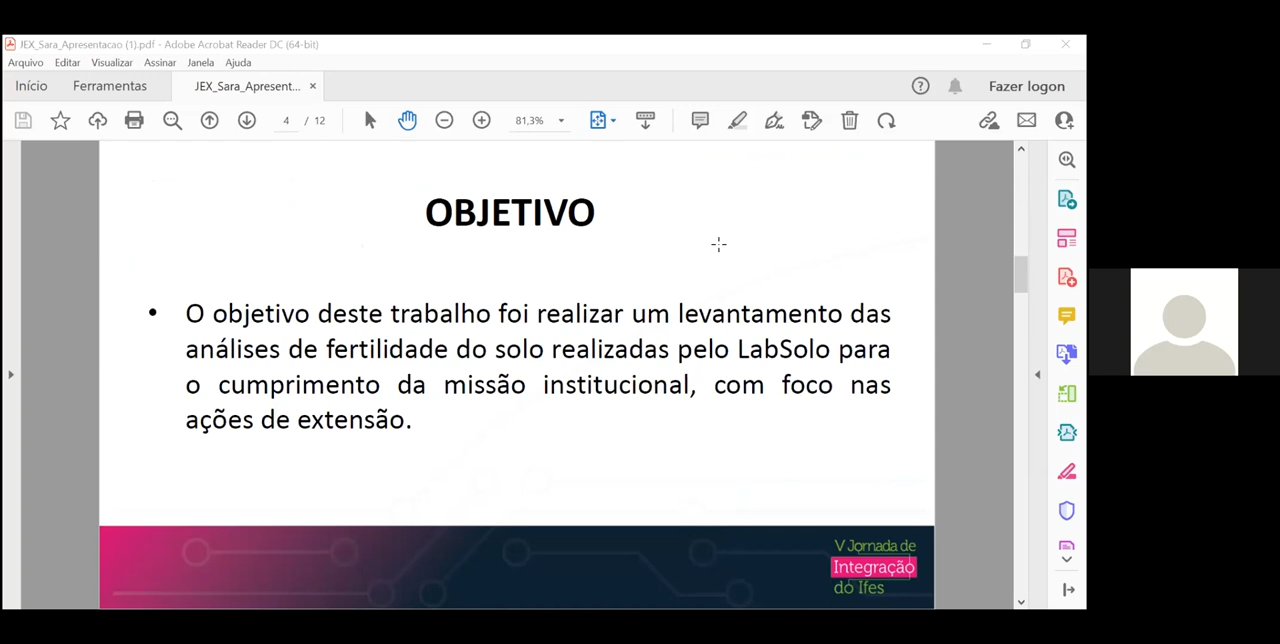 JEX_Sara_Apresentacao (1).pdf - Adobe Acrobat Reader DC (64-bit)
Arquivo Editar Visualizar Assinar Janela Ajuda
Início Ferramentas JEX_Sara_Apresent... × Fazer logon
4 / 12 81,3%
OBJETIVO
• O objetivo deste trabalho foi realizar um levantamento das
análises de fertilidade do solo realizadas pelo LabSolo para
o cumprimento da missão institucional, com foco nas
ações de extensão.
V Jornada de
Integração
do Ifes